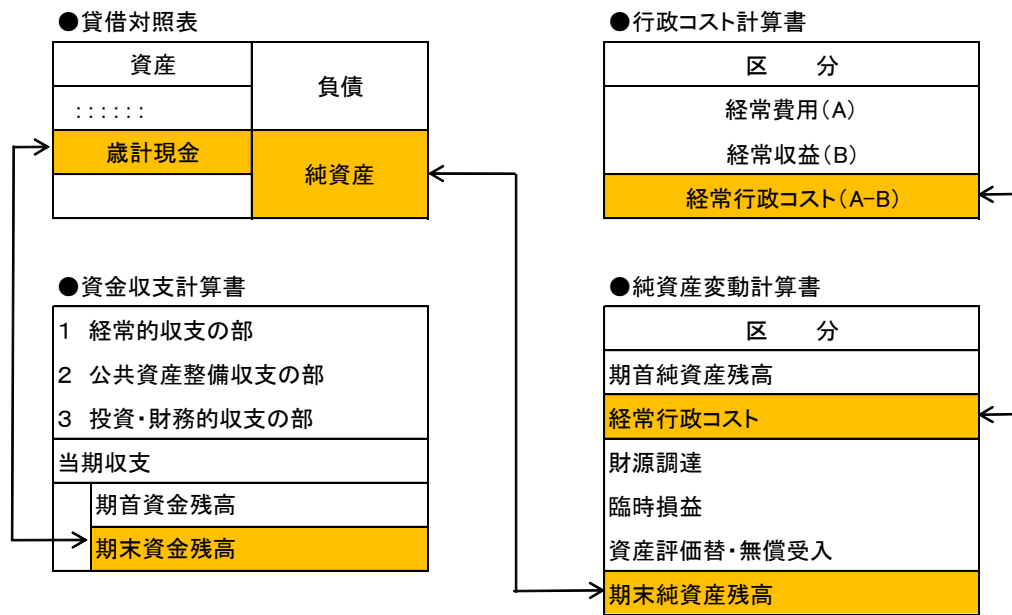 ●貸借対照表
資産
負債
::::::
歳計現金
純資産
●行政コスト計算書
区　　分
経常費用(A)
経常収益(B)
経常行政コスト(A-B)
●資金収支計算書
1　経常的収支の部
2　公共資産整備収支の部
3　投資・財務的収支の部
当期収支
期首資金残高
期末資金残高
●純資産変動計算書
区　　分
期首純資産残高
経常行政コスト
財源調達
臨時損益
資産評価替・無償受入
期末純資産残高